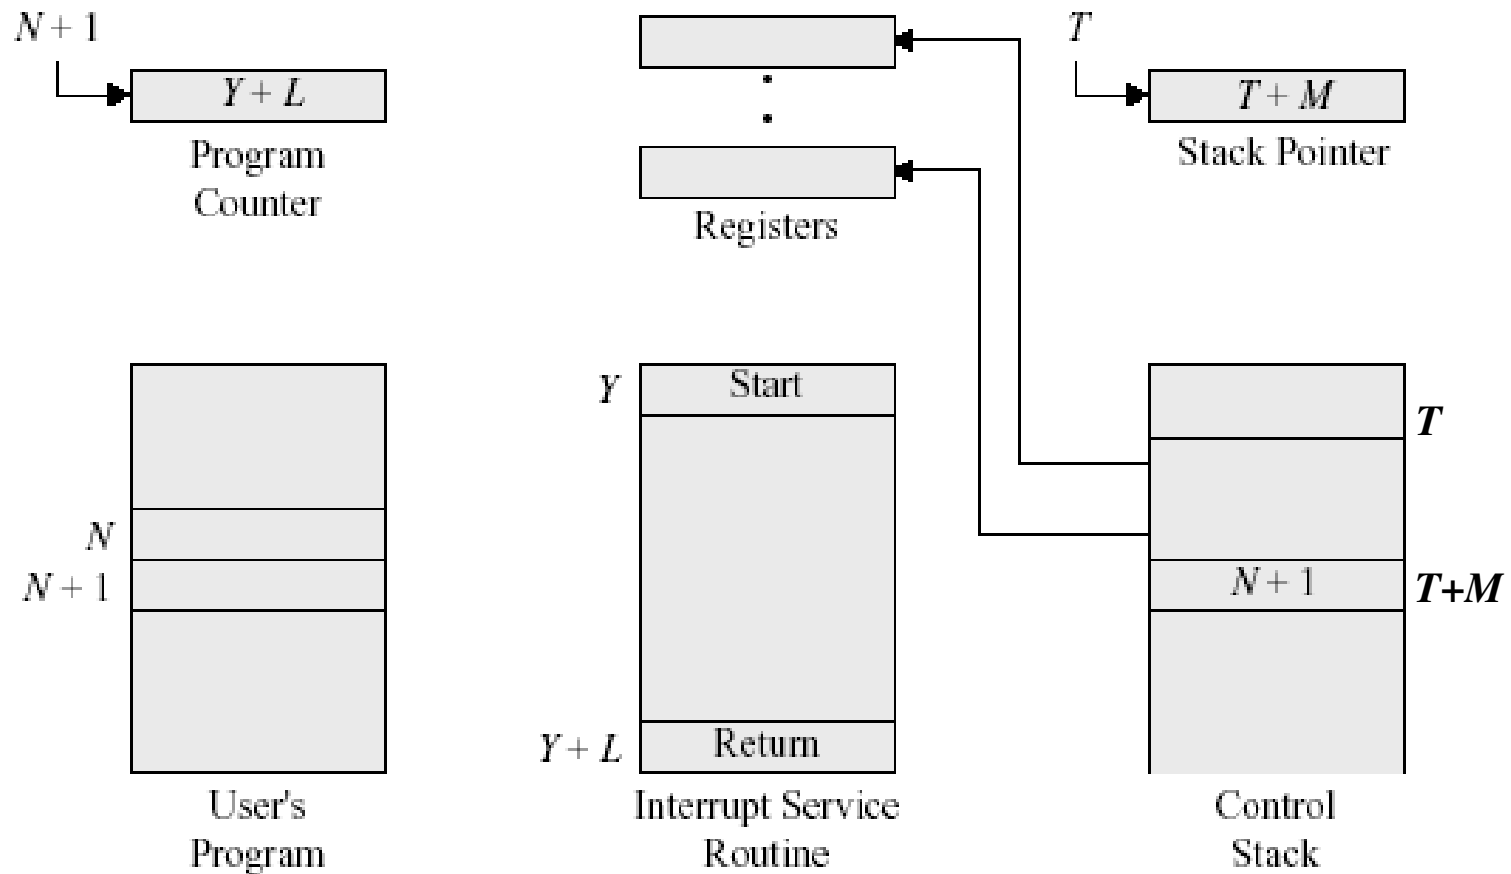 N + 1
Y + L
Program
Counter
Registers
T
T + M
Stack Pointer
N
N + 1
User's
Program
Y
Start
Y + L
Return
Interrupt Service
Routine
T
N + 1
T+M
Control
Stack